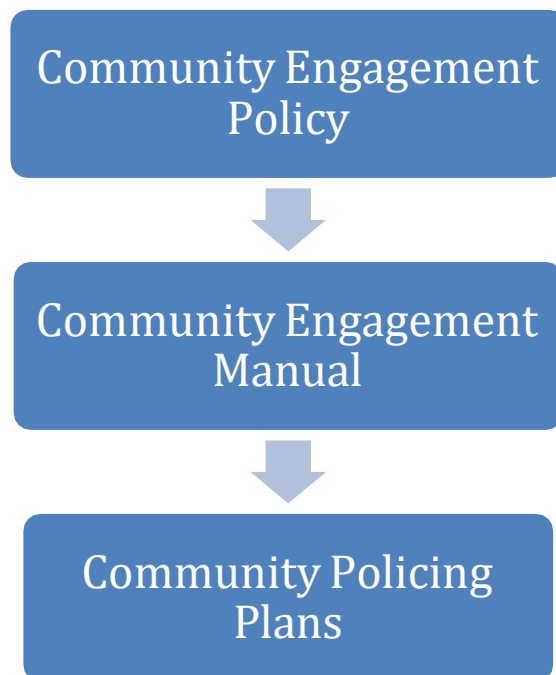 Community Engagement
Policy
Community Engagement
Manual
Community Policing
Plans